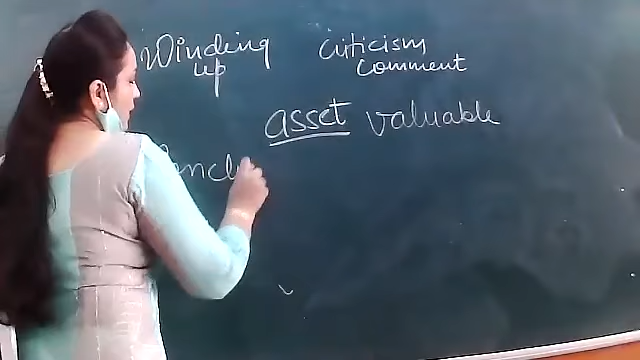 Winding criticism
up comment
asset valuable